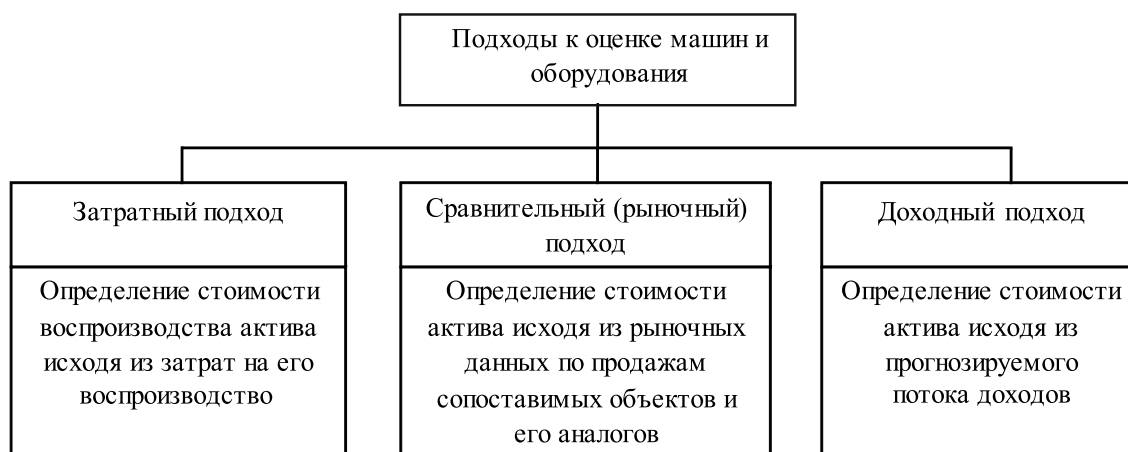 Подходы к оценке машин и
оборудования
Затратный подход
Сравнительный (рыночный)
подход
Доходный подход
Определение стоимости
воспроизводства актива
исходя из затрат на его
воспроизводство
Определение стоимости
актива исходя из рыночных
данных по продажам
сопоставимых объектов и
его аналогов
Определение стоимости
актива исходя из
прогнозируемого
потока доходов